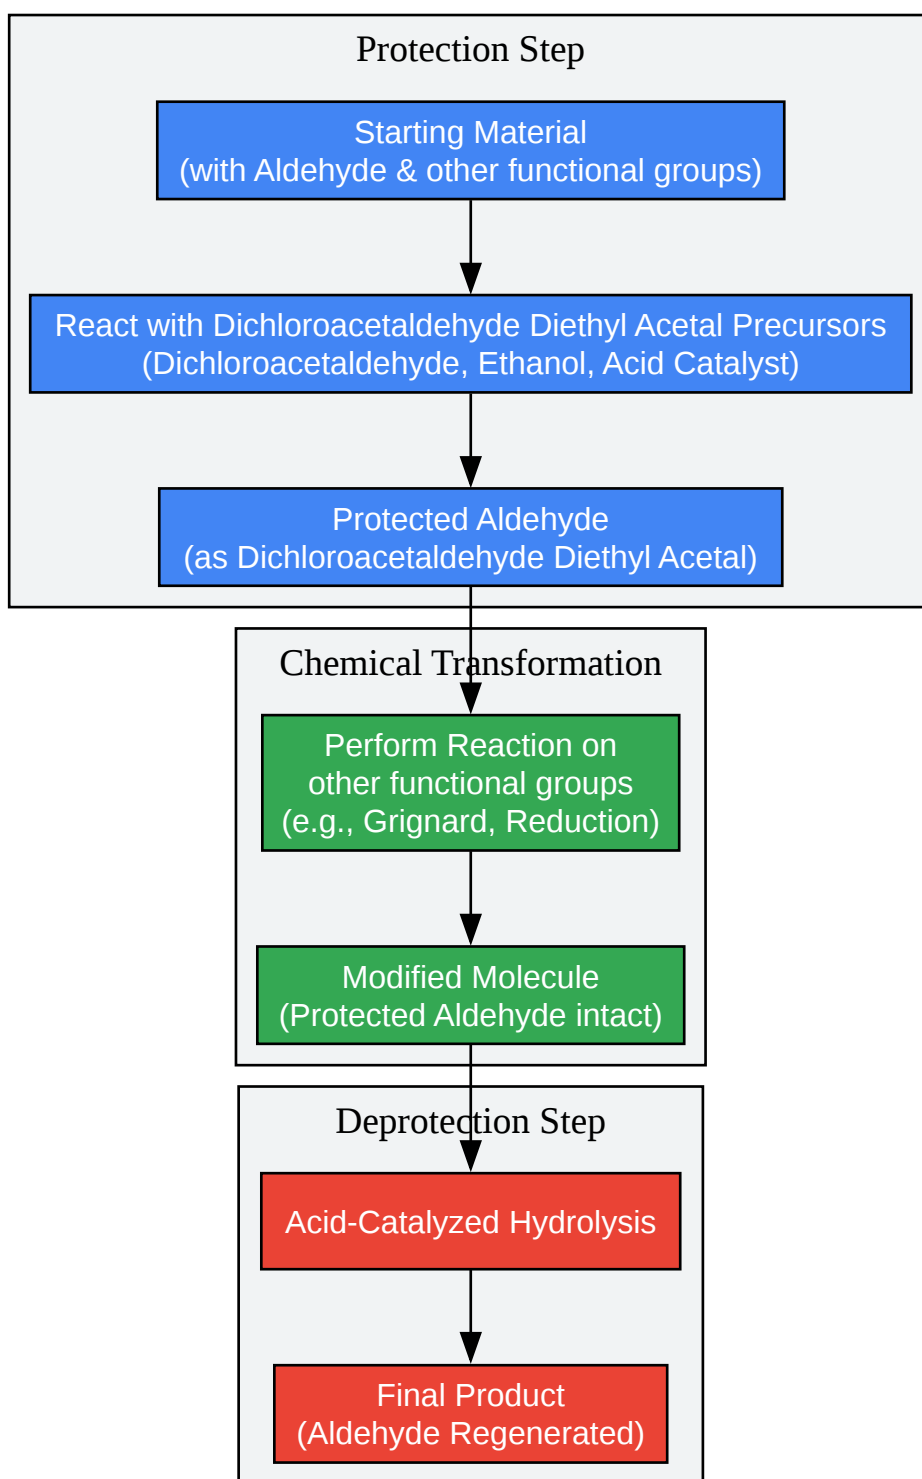 Protection Step
Starting Material
(with Aldehyde & other functional groups)
React with Dichloroacetaldehyde Diethyl Acetal Precursors
(Dichloroacetaldehyde, Ethanol, Acid Catalyst)
Protected Aldehyde
(as Dichloroacetaldehyde Diethyl Acetal)
Chemical Transformation
Perform Reaction on
other functional groups
(e.g., Grignard, Reduction)
Modified Molecule
(Protected Aldehyde intact)
Deprotection Step
Acid-Catalyzed Hydrolysis
Final Product
(Aldehyde Regenerated)